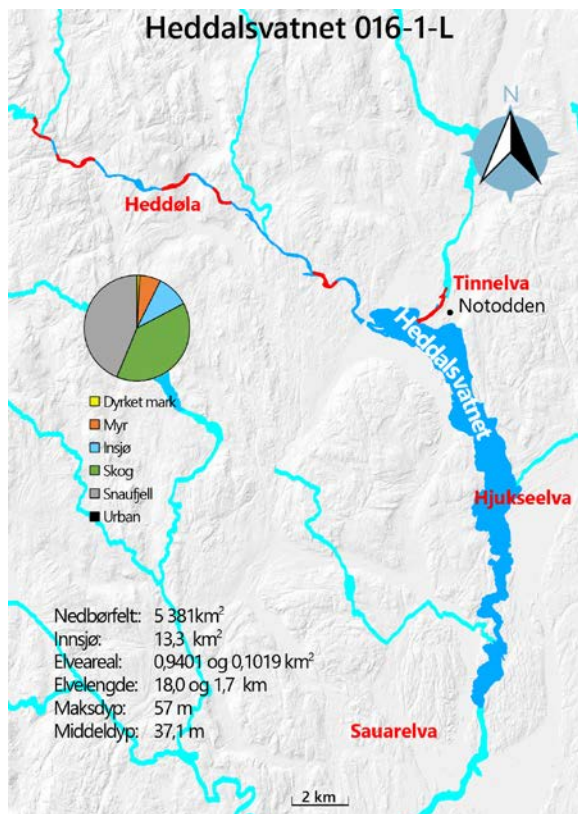 Heddalsvatnet 016-1-L
N
Heddøla
Tinnelva
Notodden
Heddalsvatnet
Dyrket mark
Myr
Insjø
Skog
Snaufjell
Urban
Hjukseelva
Nedbørfelt: 5 381km²
Innsjø: 13,3 km²
Elveareal: 0,9401 og 0,1019 km²
Elvelengde: 18,0 og 1,7 km
Maksdyp: 57 m
Middeldyp: 37,1 m
Sauarelva
2 km